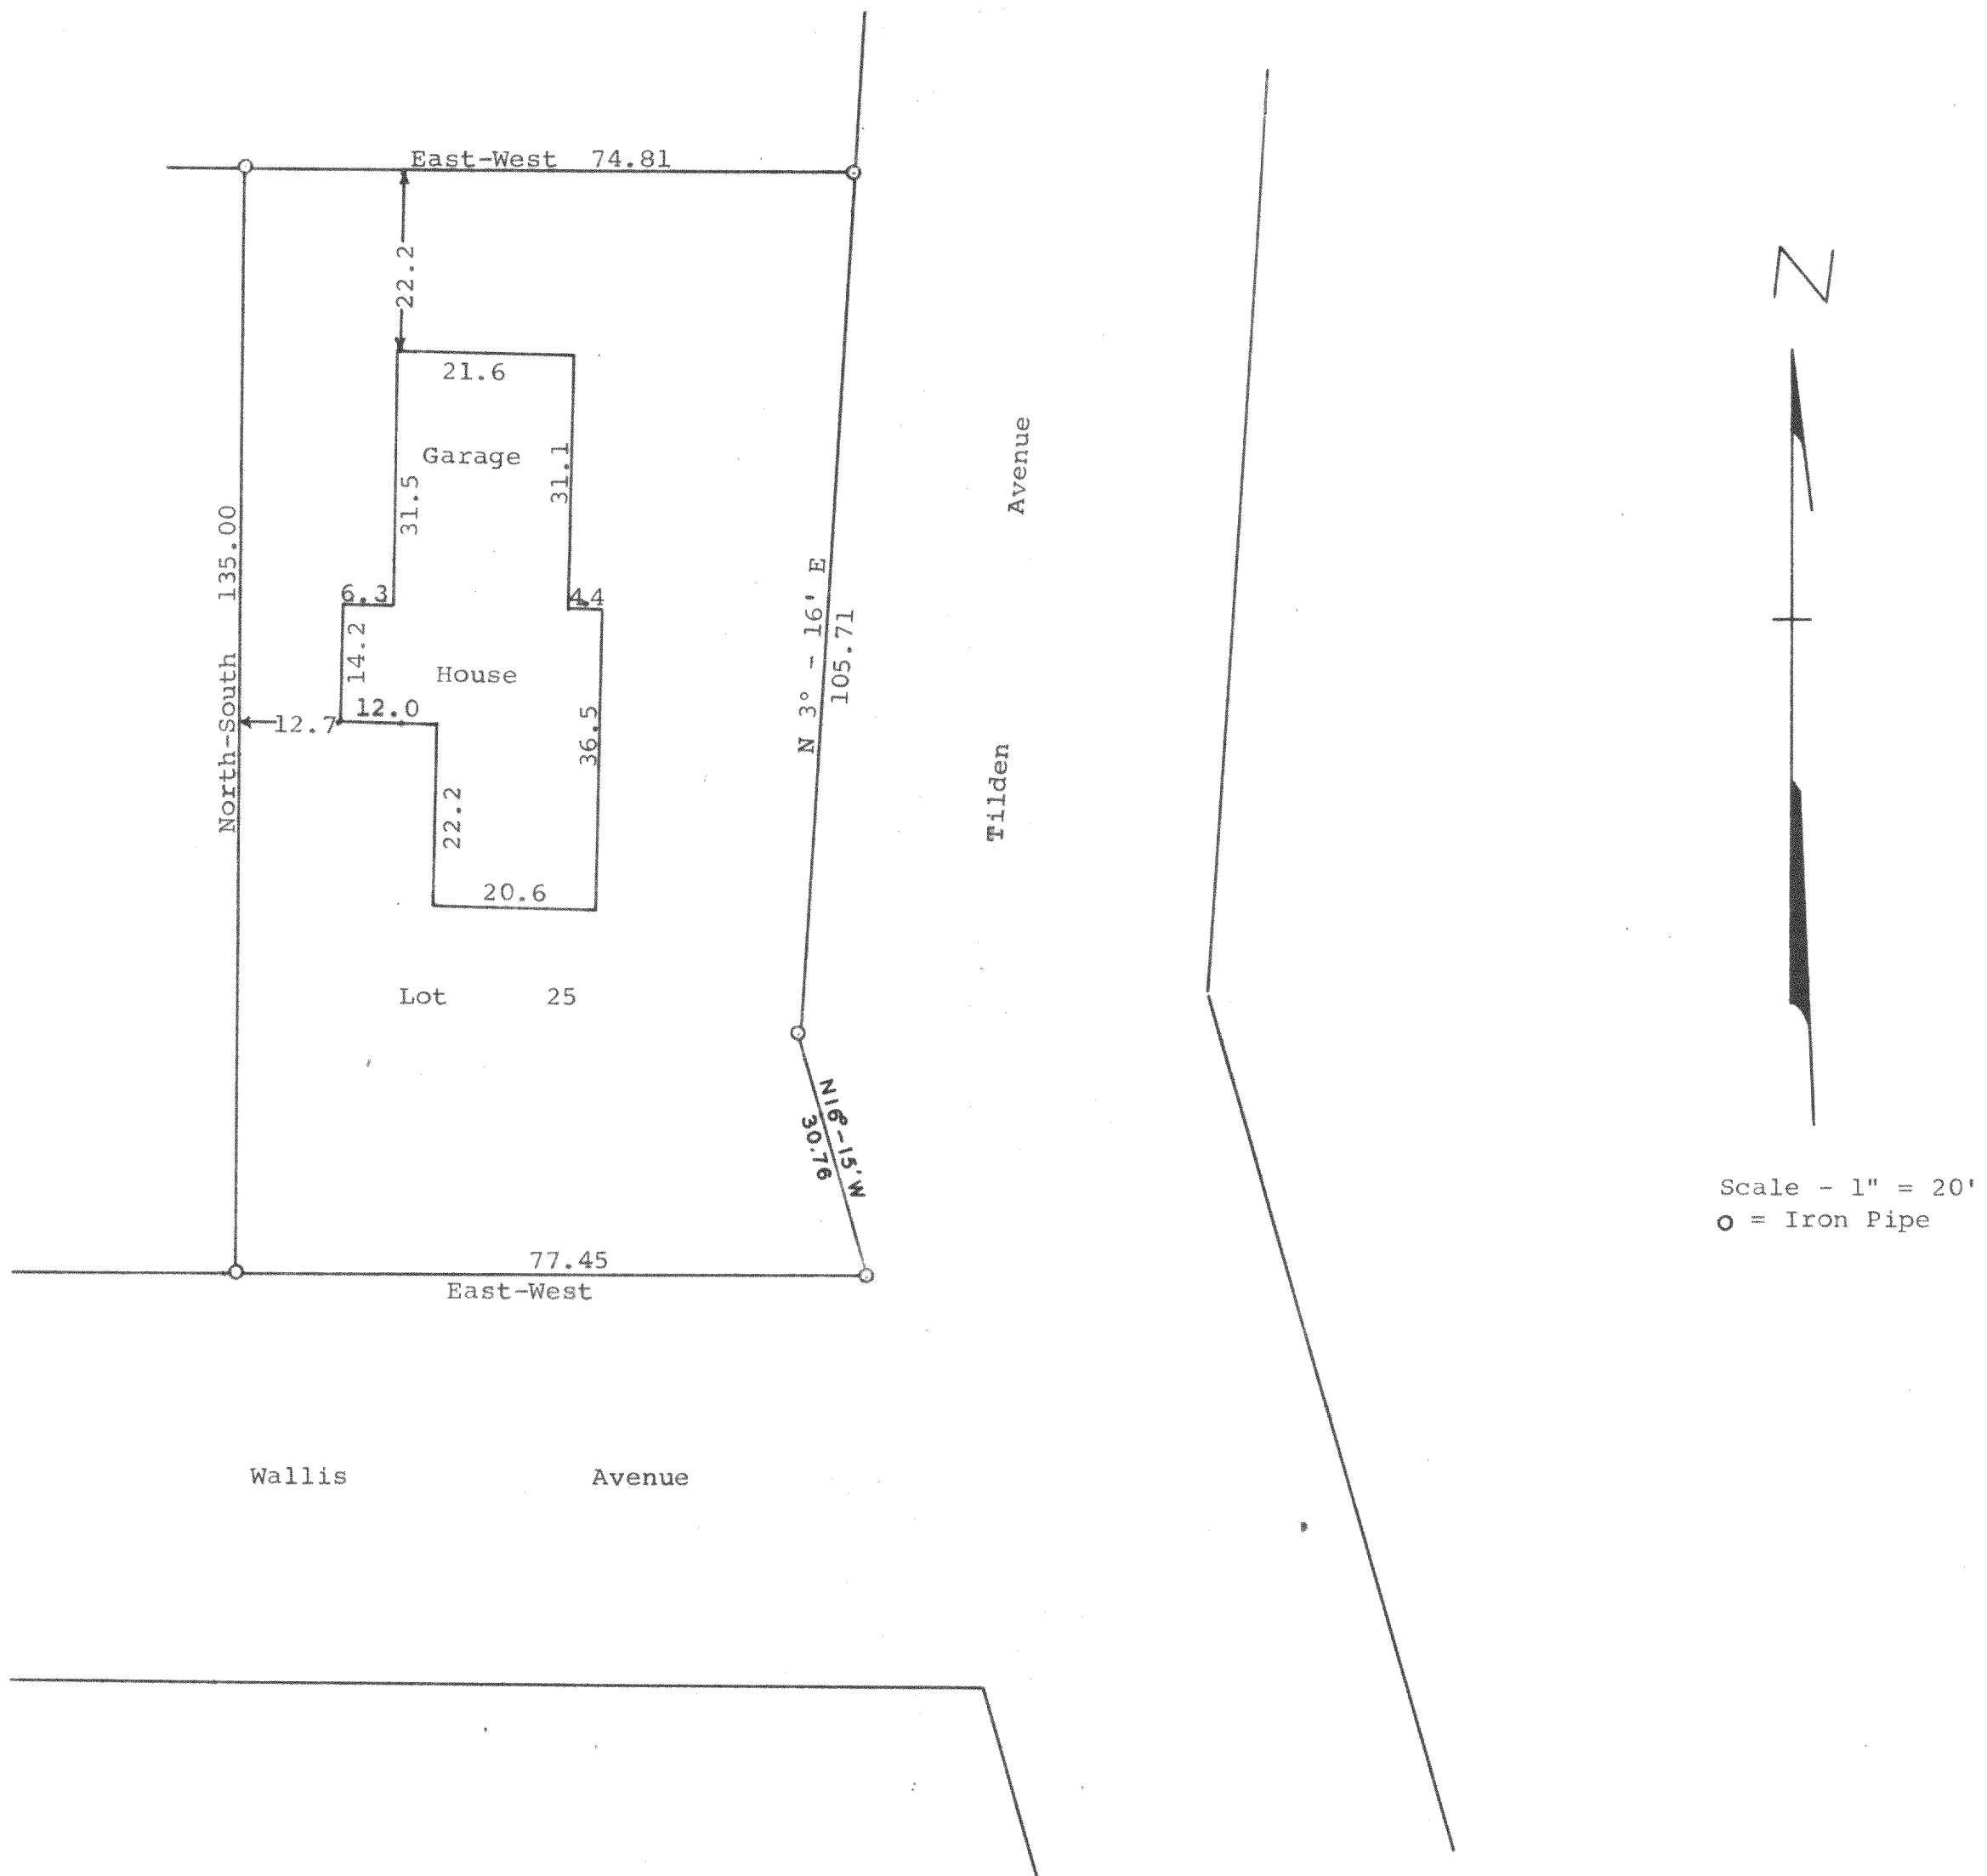 East-West 74.81
N
22.2
21.6
Garage
31.5
31.1
Avenue
North-South 135.00
6.3
4.4
14.2
House
N 3° - 16' E
105.71
12.7
12.0
36.5
Tilden
22.2
20.6
Lot 25
N16°-15'W
30.76
Scale - 1" = 20'
o = Iron Pipe
77.45
East-West
Wallis Avenue